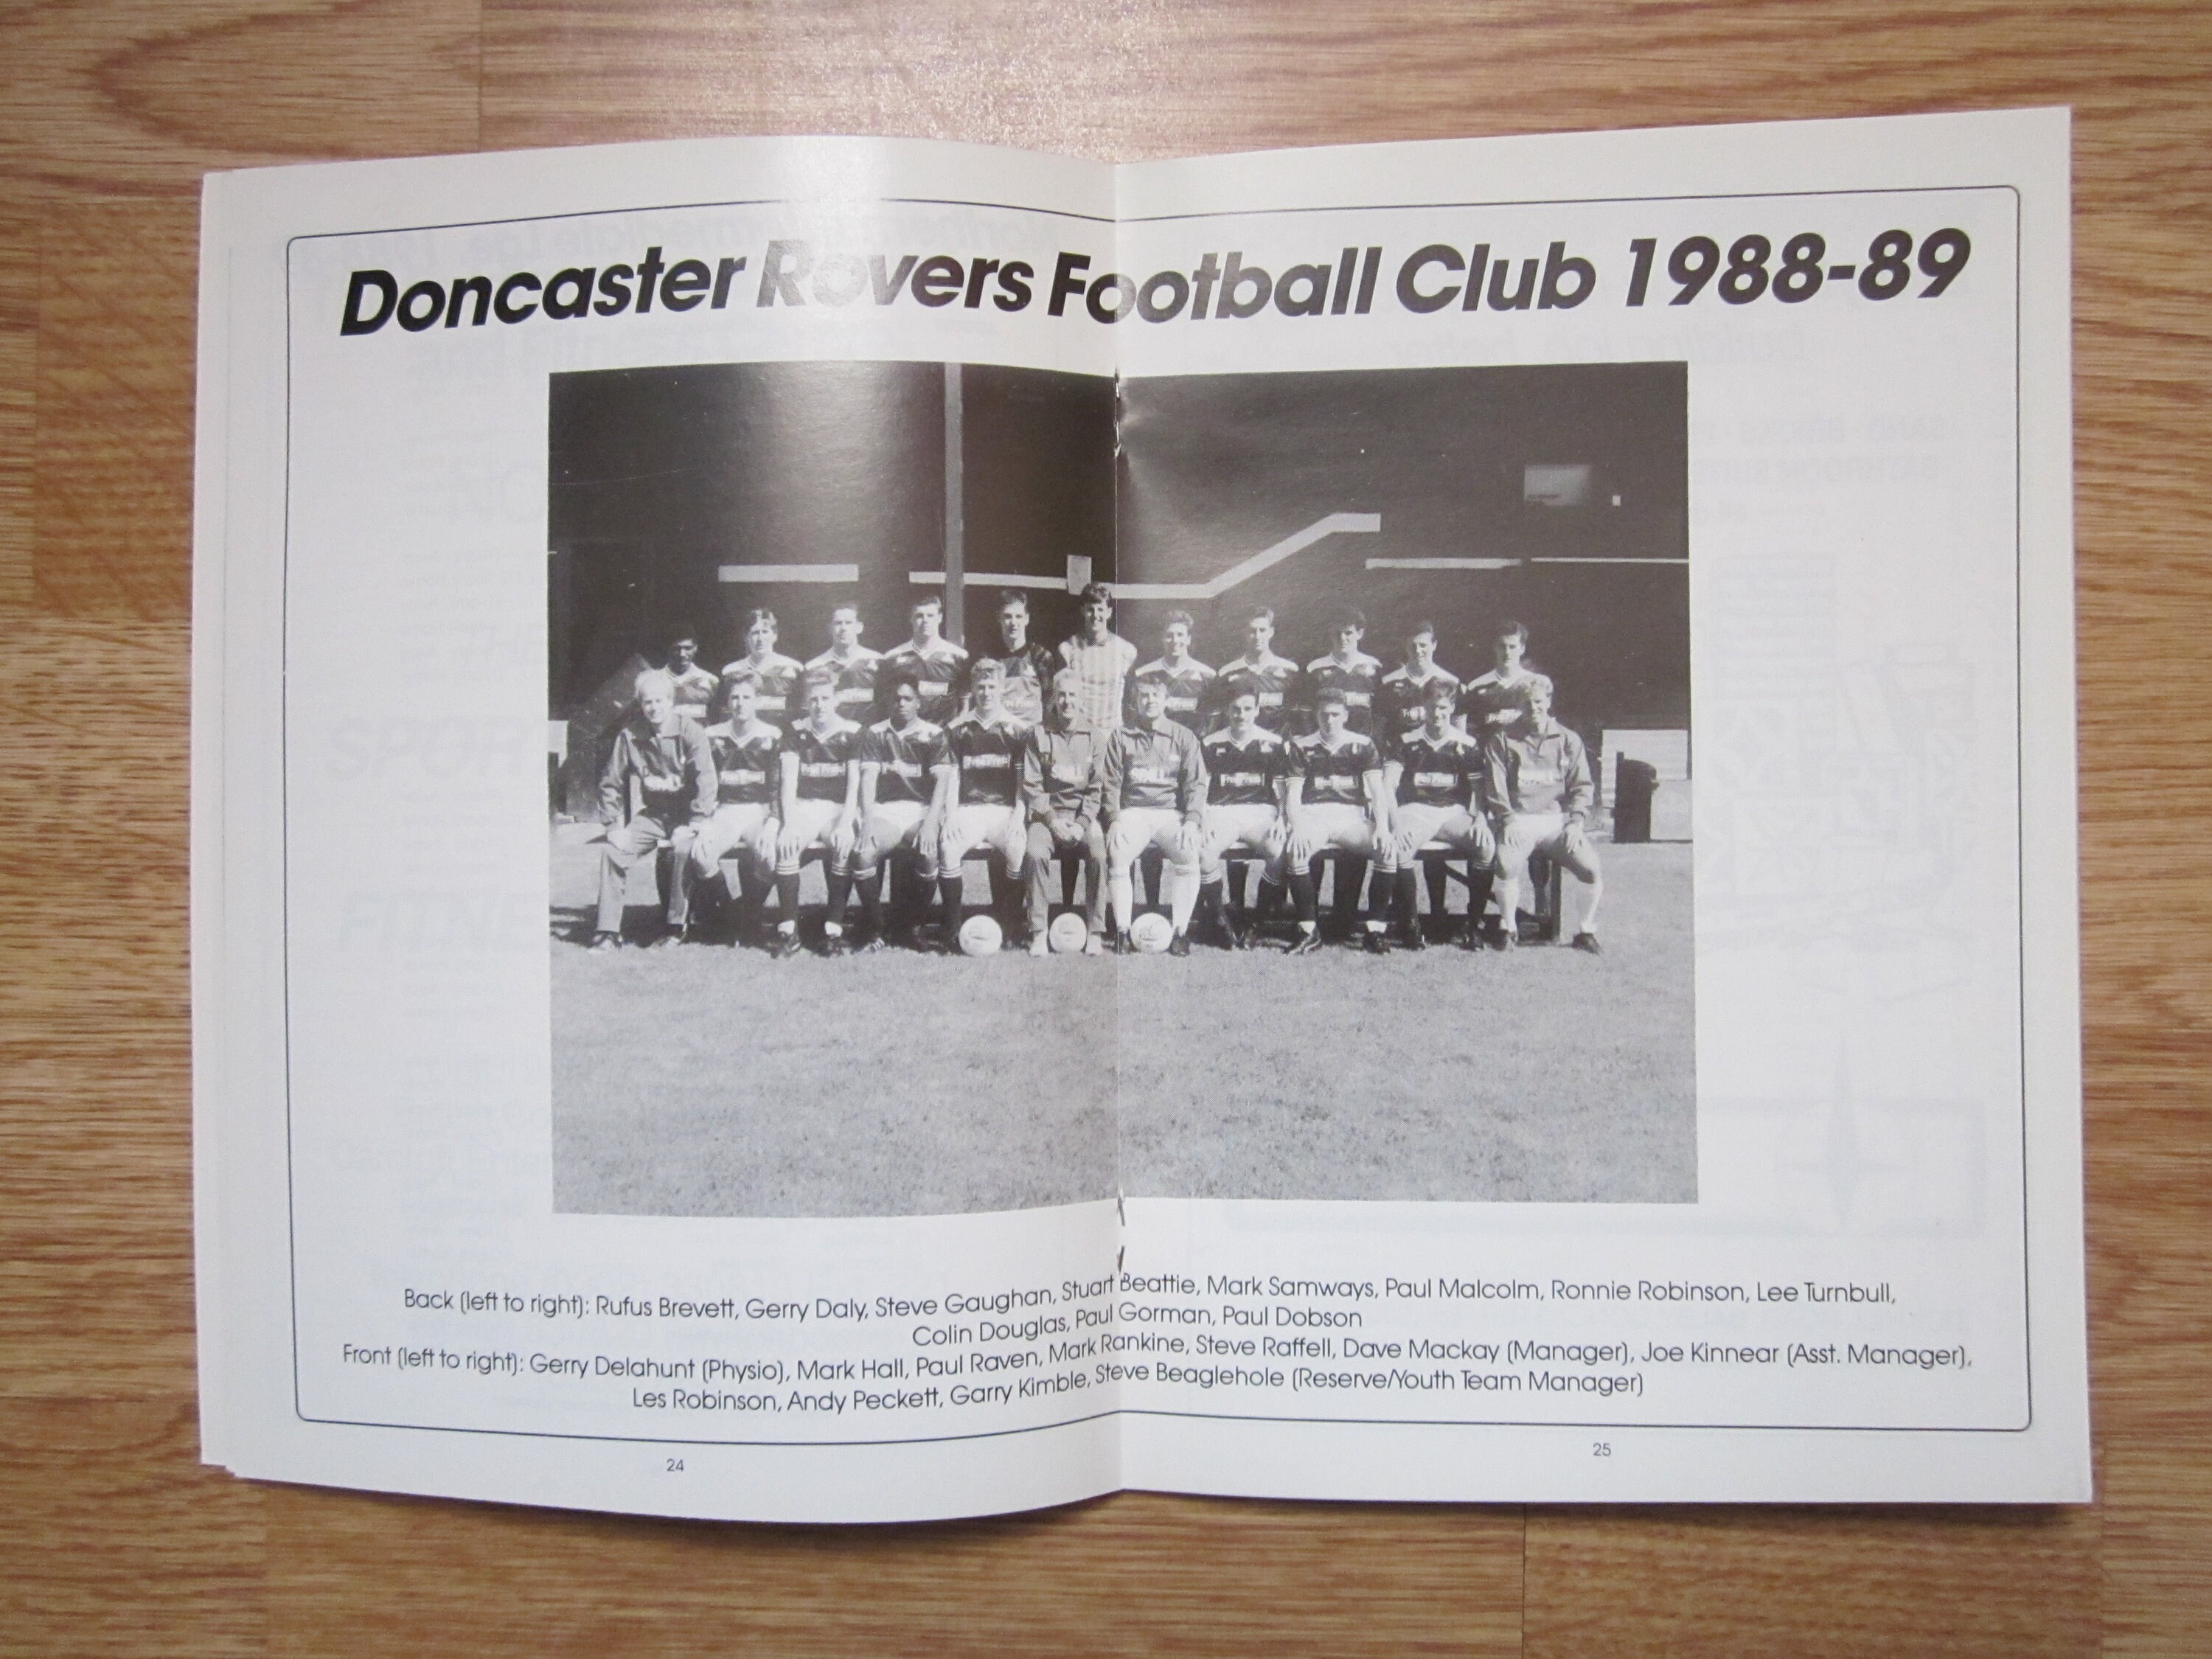 Doncaster Rovers Football Club 1988-89
Back (left to right): Rufus Brevett, Gerry Daly, Steve Gaughan, Stuart Beattie, Mark Samways, Paul Malcolm, Ronnie Robinson, Lee Turnbull,
Colin Douglas, Paul Gorman, Paul Dobson
Front (left to right): Gerry Delahunt (Physio), Mark Hall, Paul Raven, Mark Rankine, Steve Raffell, Dave Mackay (Manager), Joe Kinnear (Asst. Manager),
Les Robinson, Andy Peckett, Garry Kimble, Steve Beaglehole (Reserve/Youth Team Manager)
24
25